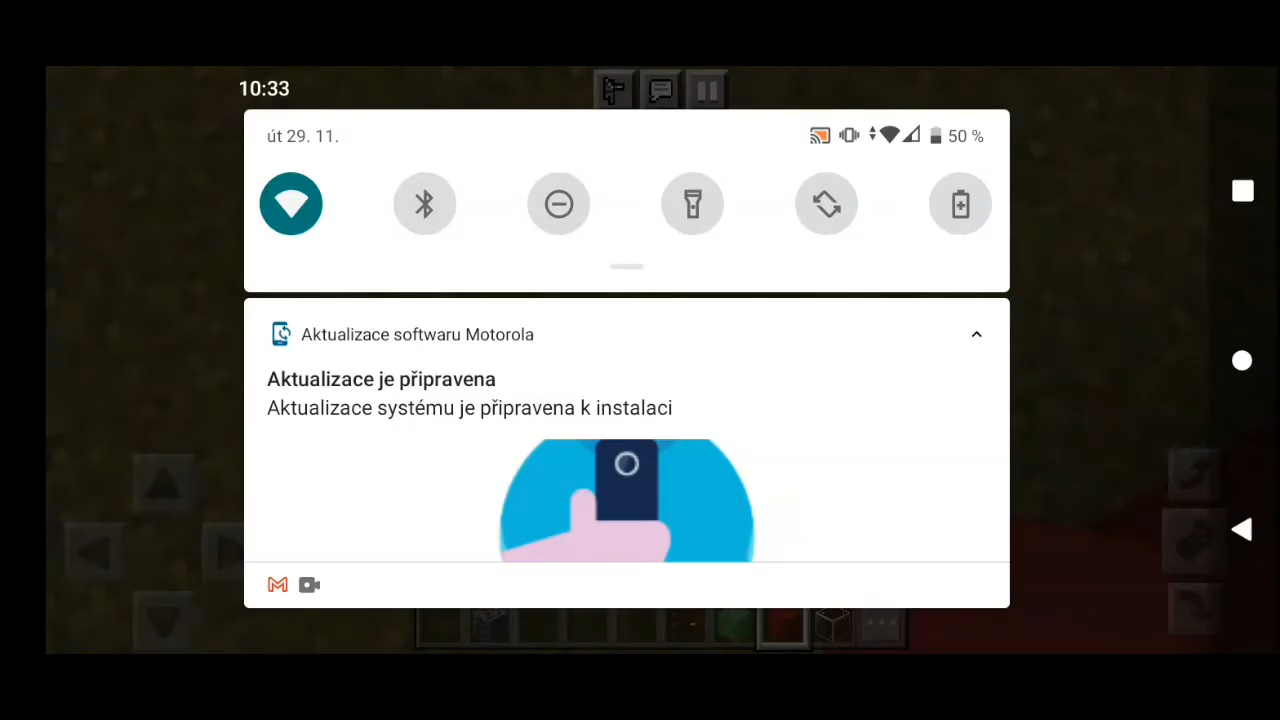 10:33
út 29. 11.
50 %
Aktualizace softwaru Motorola
Aktualizace je připravena
Aktualizace systému je připravena k instalaci